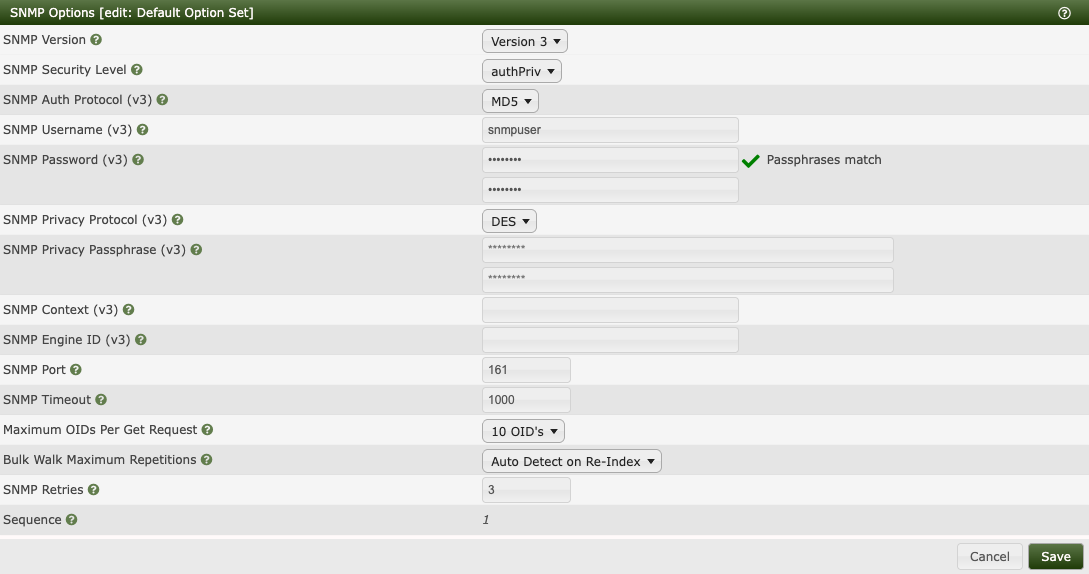 SNMP Options [edit: Default Option Set]
SNMP Version
Version 3
SNMP Security Level
authPriv
SNMP Auth Protocol (v3)
MD5
SNMP Username (v3)
snmpuser
SNMP Password (v3)
••••••••
Passphrases match
••••••••
SNMP Privacy Protocol (v3)
DES
SNMP Privacy Passphrase (v3)
********
********
SNMP Context (v3)
SNMP Engine ID (v3)
SNMP Port
161
SNMP Timeout
1000
Maximum OIDs Per Get Request
10 OID's
Bulk Walk Maximum Repetitions
Auto Detect on Re-Index
SNMP Retries
3
Sequence
1
Cancel
Save